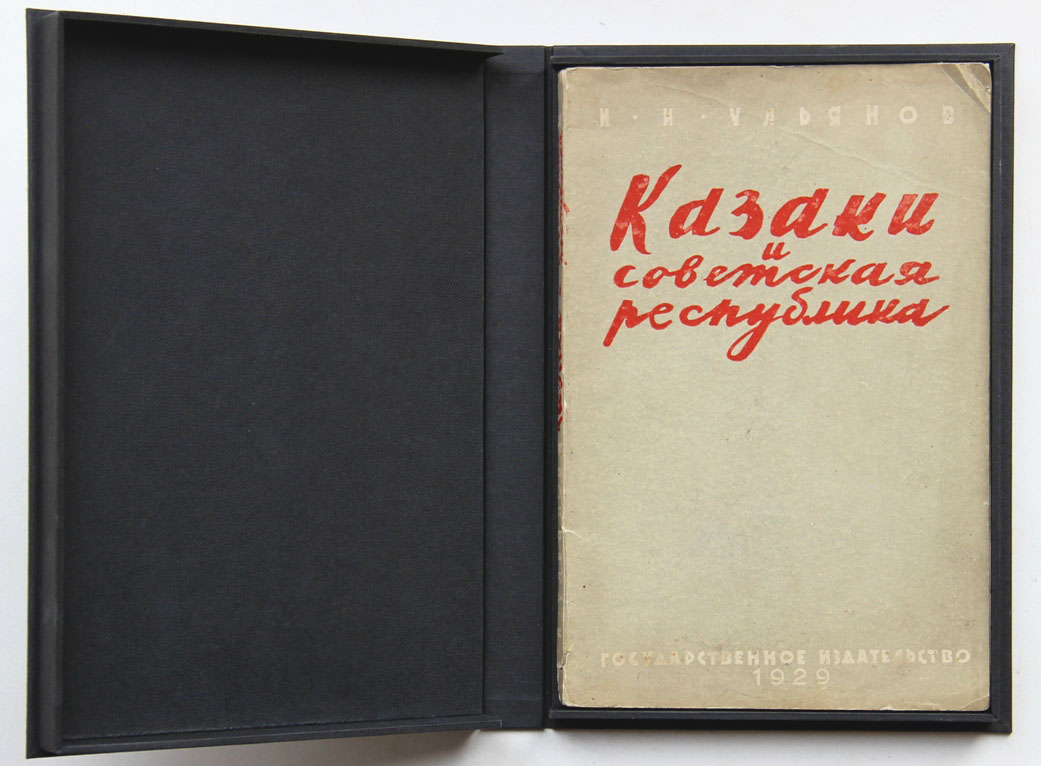 И·Н·УЛЬЯНОВ
Казаки
и
советская
республика
ГОСУДАРСТВЕННОЕ ИЗДАТЕЛЬСТВО
1929